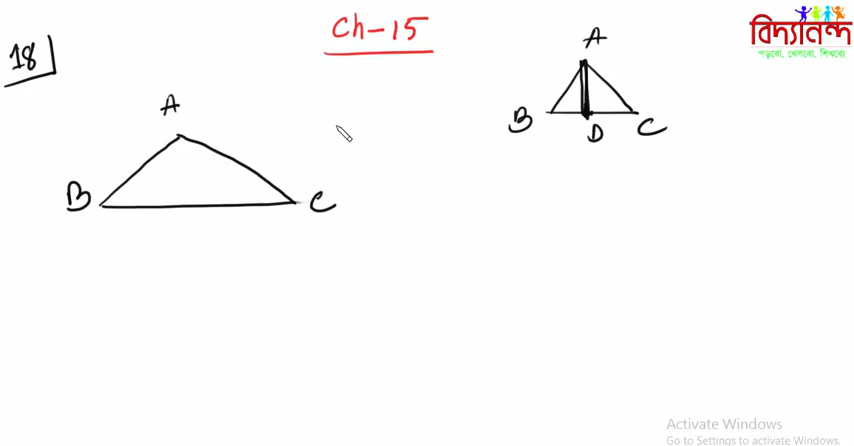 Ch-15
18
A
B
C
A
B
D
C
বিদ্যানন্দ
পড়বো, খেলবো, শিখবো
Activate Windows
Go to Settings to activate Windows.